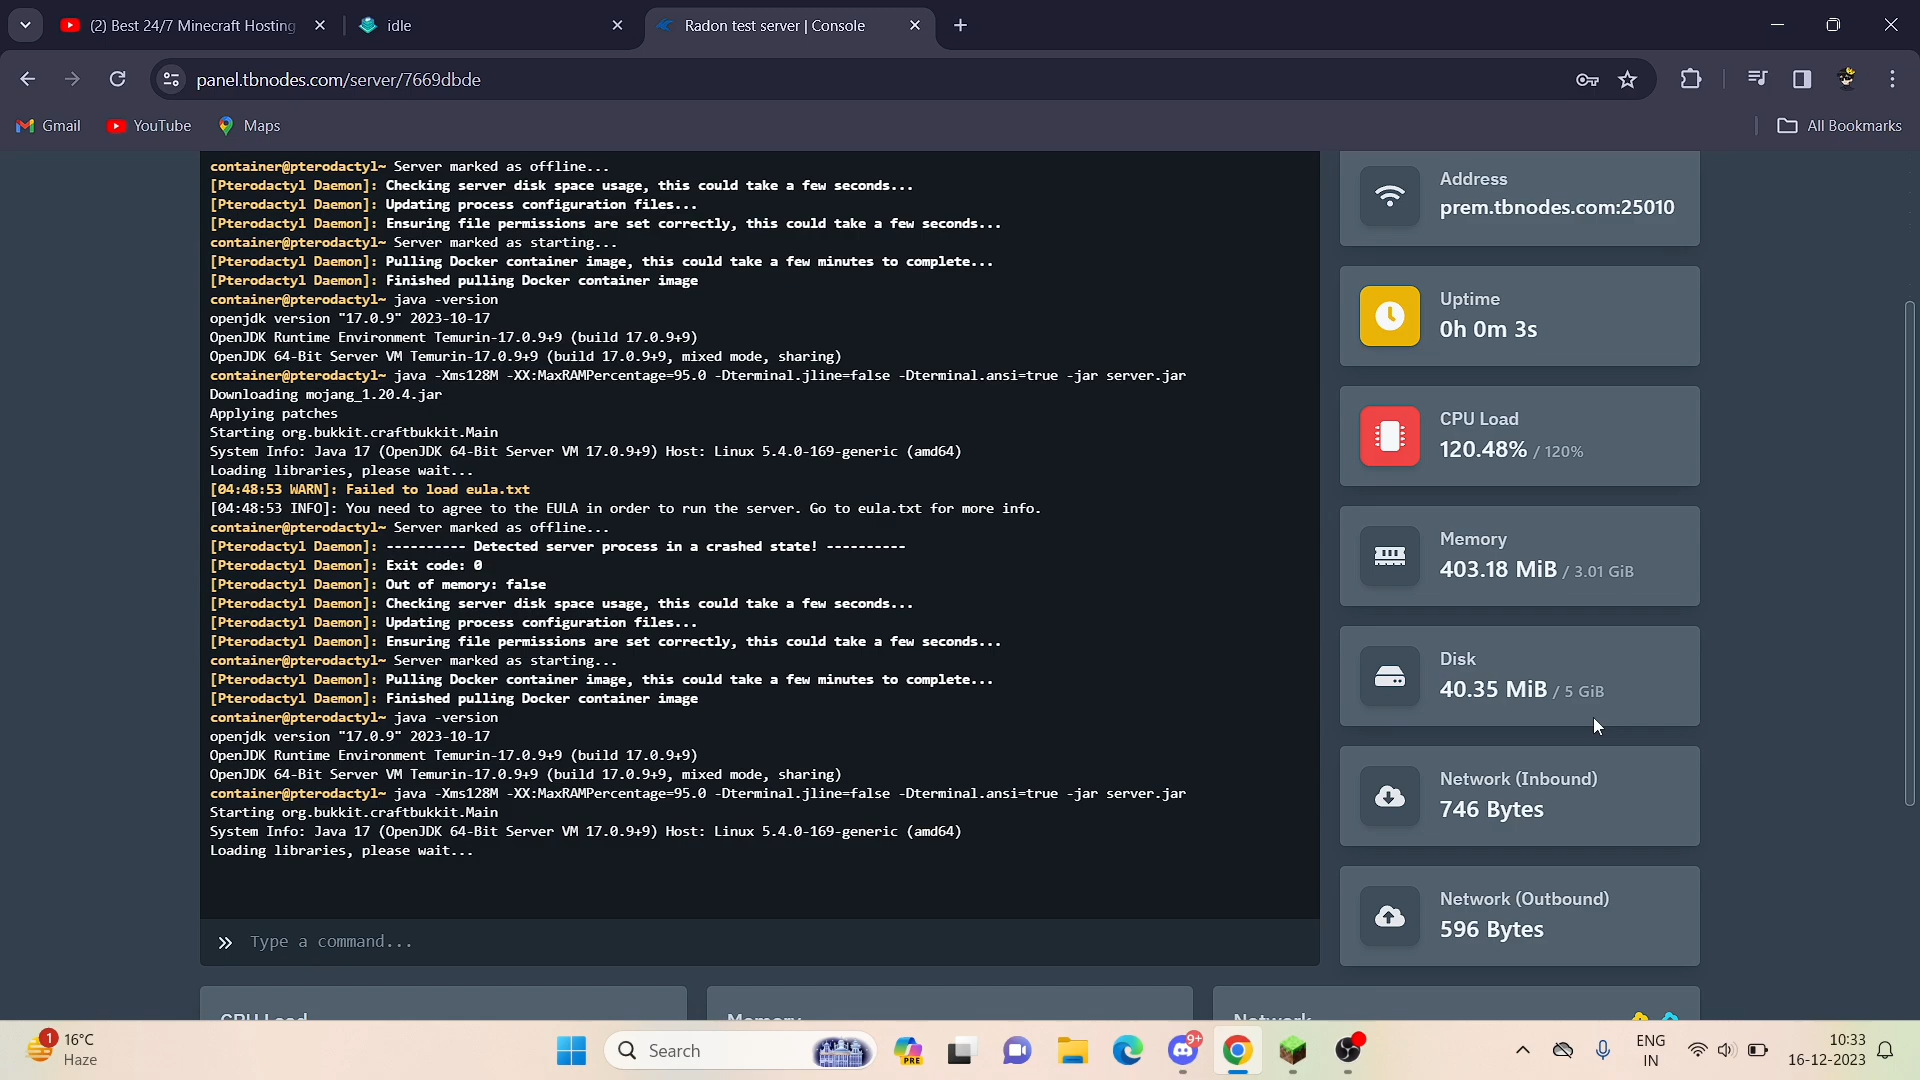 (2) Best 24/7 Minecraft Hosting
idle
Radon test server | Console
panel.tbnodes.com/server/7669dbde
Gmail
YouTube
Maps
All Bookmarks
container@pterodactyl~ Server marked as offline...
[Pterodactyl Daemon]: Checking server disk space usage, this could take a few seconds...
[Pterodactyl Daemon]: Updating process configuration files...
[Pterodactyl Daemon]: Ensuring file permissions are set correctly, this could take a few seconds...
container@pterodactyl~ Server marked as starting...
[Pterodactyl Daemon]: Pulling Docker container image, this could take a few minutes to complete...
[Pterodactyl Daemon]: Finished pulling Docker container image
container@pterodactyl~ java -version
openjdk version "17.0.9" 2023-10-17
OpenJDK Runtime Environment Temurin-17.0.9+9 (build 17.0.9+9)
OpenJDK 64-Bit Server VM Temurin-17.0.9+9 (build 17.0.9+9, mixed mode, sharing)
container@pterodactyl~ java -Xms128M -XX:MaxRAMPercentage=95.0 -Dterminal.jline=false -Dterminal.ansi=true -jar server.jar
Downloading mojang_1.20.4.jar
Applying patches
Starting org.bukkit.craftbukkit.Main
System Info: Java 17 (OpenJDK 64-Bit Server VM 17.0.9+9) Host: Linux 5.4.0-169-generic (amd64)
Loading libraries, please wait...
[04:48:53 WARN]: Failed to load eula.txt
[04:48:53 INFO]: You need to agree to the EULA in order to run the server. Go to eula.txt for more info.
container@pterodactyl~ Server marked as offline...
[Pterodactyl Daemon]: ---------- Detected server process in a crashed state! ----------
[Pterodactyl Daemon]: Exit code: 0
[Pterodactyl Daemon]: Out of memory: false
[Pterodactyl Daemon]: Checking server disk space usage, this could take a few seconds...
[Pterodactyl Daemon]: Updating process configuration files...
[Pterodactyl Daemon]: Ensuring file permissions are set correctly, this could take a few seconds...
container@pterodactyl~ Server marked as starting...
[Pterodactyl Daemon]: Pulling Docker container image, this could take a few minutes to complete...
[Pterodactyl Daemon]: Finished pulling Docker container image
container@pterodactyl~ java -version
openjdk version "17.0.9" 2023-10-17
OpenJDK Runtime Environment Temurin-17.0.9+9 (build 17.0.9+9)
OpenJDK 64-Bit Server VM Temurin-17.0.9+9 (build 17.0.9+9, mixed mode, sharing)
container@pterodactyl~ java -Xms128M -XX:MaxRAMPercentage=95.0 -Dterminal.jline=false -Dterminal.ansi=true -jar server.jar
Starting org.bukkit.craftbukkit.Main
System Info: Java 17 (OpenJDK 64-Bit Server VM 17.0.9+9) Host: Linux 5.4.0-169-generic (amd64)
Loading libraries, please wait...
» Type a command...
Address
prem.tbnodes.com:25010
Uptime
0h 0m 3s
CPU Load
120.48% / 120%
Memory
403.18 MiB / 3.01 GiB
Disk
40.35 MiB / 5 GiB
Network (Inbound)
746 Bytes
Network (Outbound)
596 Bytes
CPU Load
Memory
Network
1
16°C
Haze
Search
PRE
9+
ENG
IN
10:33
16-12-2023